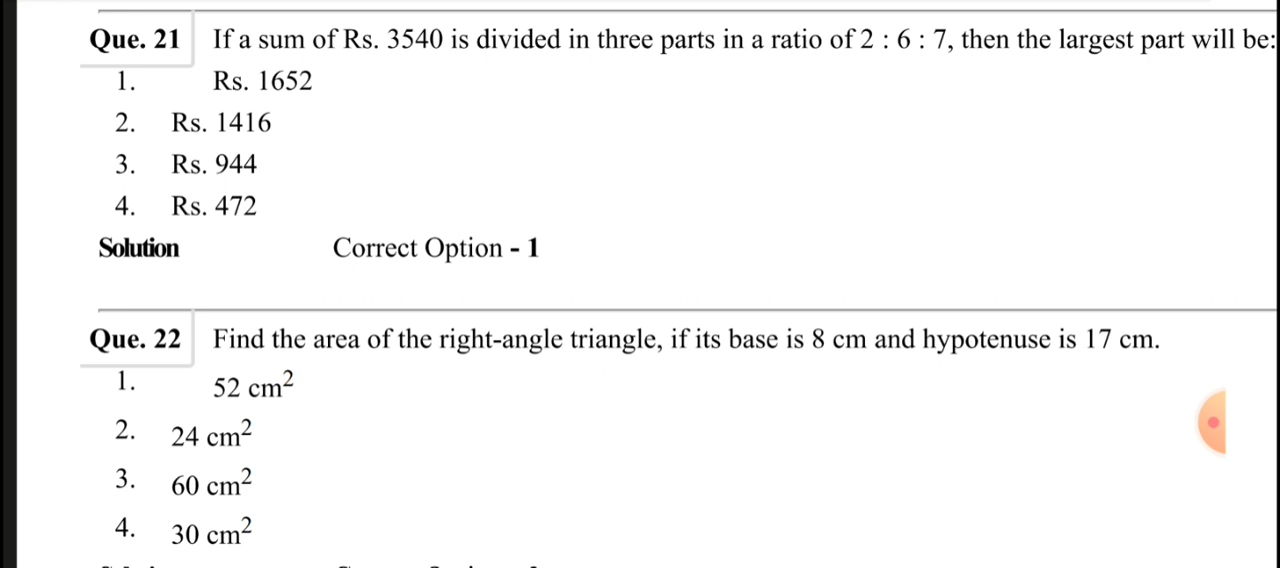 Que. 21 If a sum of Rs. 3540 is divided in three parts in a ratio of 2 : 6 : 7, then the largest part will be:
1. Rs. 1652
2. Rs. 1416
3. Rs. 944
4. Rs. 472
Solution Correct Option - 1
Que. 22 Find the area of the right-angle triangle, if its base is 8 cm and hypotenuse is 17 cm.
1. 52 cm²
2. 24 cm²
3. 60 cm²
4. 30 cm²